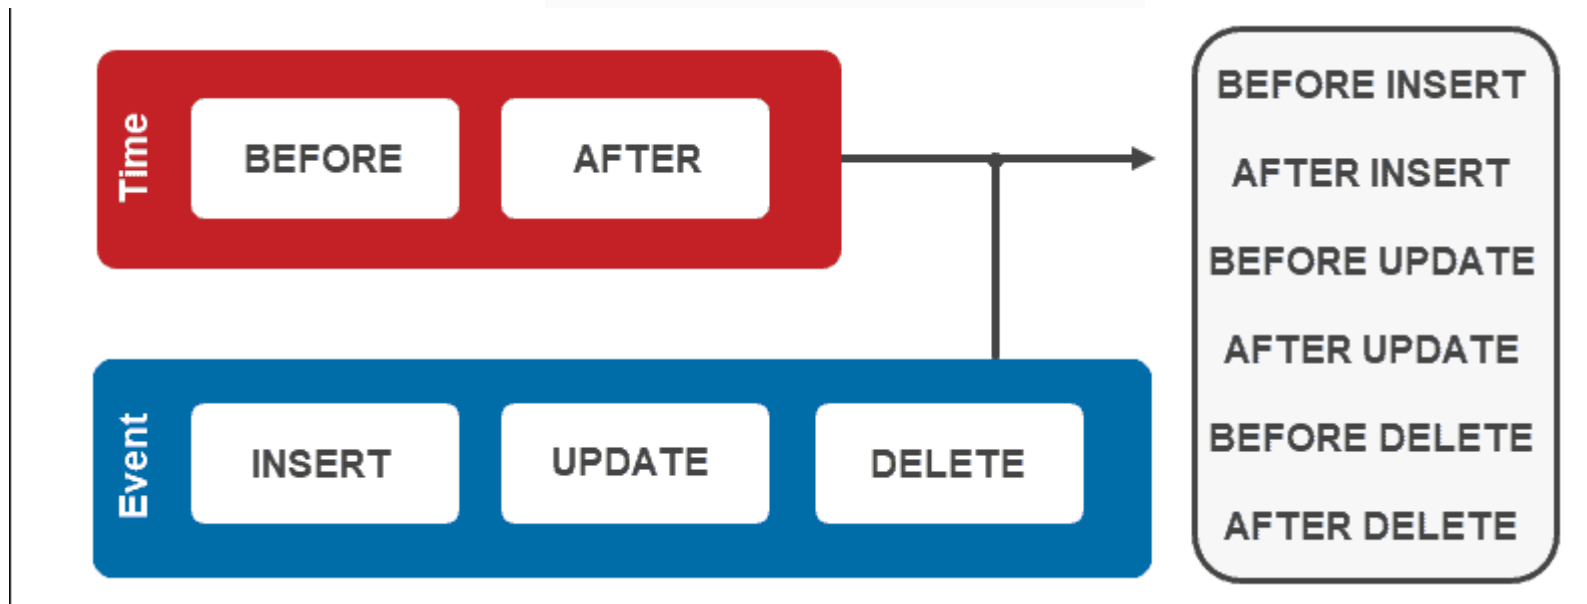 Time
BEFORE
AFTER
Event
INSERT
UPDATE
DELETE
BEFORE INSERT
AFTER INSERT
BEFORE UPDATE
AFTER UPDATE
BEFORE DELETE
AFTER DELETE